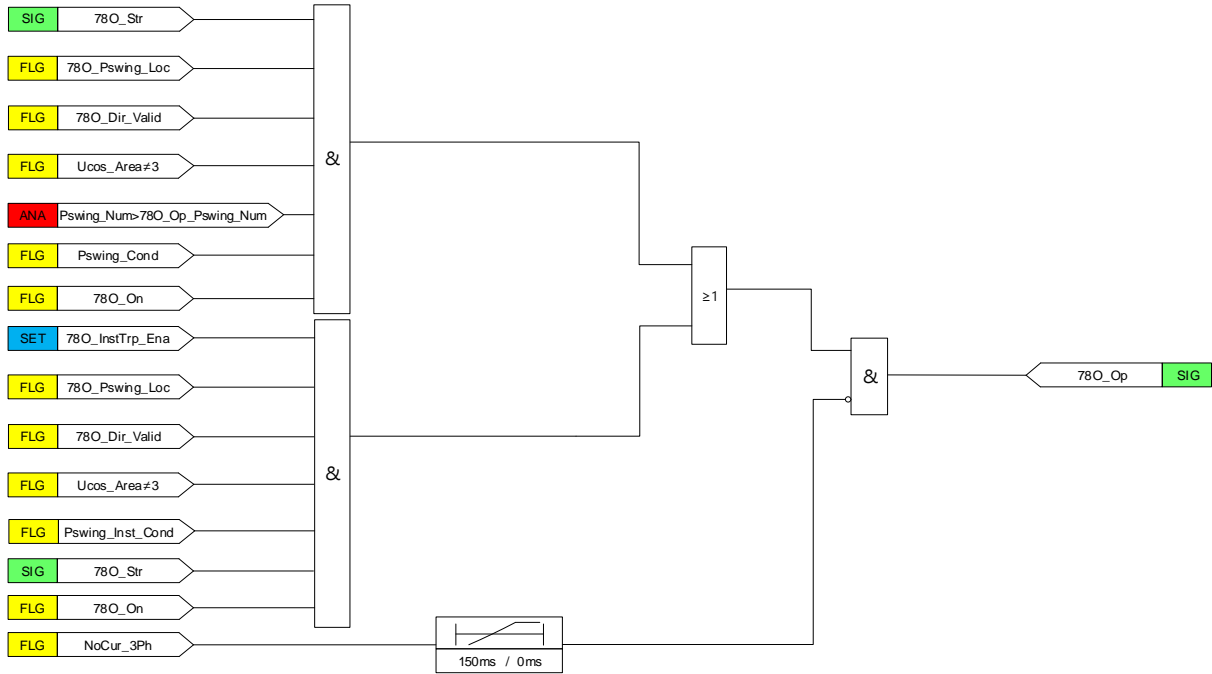 SIG 78O_Str
FLG 78O_Pswing_Loc
FLG 78O_Dir_Valid
FLG Ucos_Area≠3
&
ANA Pswing_Num>78O_Op_Pswing_Num
FLG Pswing_Cond
FLG 78O_On
≥1
SET 78O_InstTrp_Ena
&
78O_Op SIG
FLG 78O_Pswing_Loc
FLG 78O_Dir_Valid
&
FLG Ucos_Area≠3
FLG Pswing_Inst_Cond
SIG 78O_Str
FLG 78O_On
FLG NoCur_3Ph
150ms / 0ms